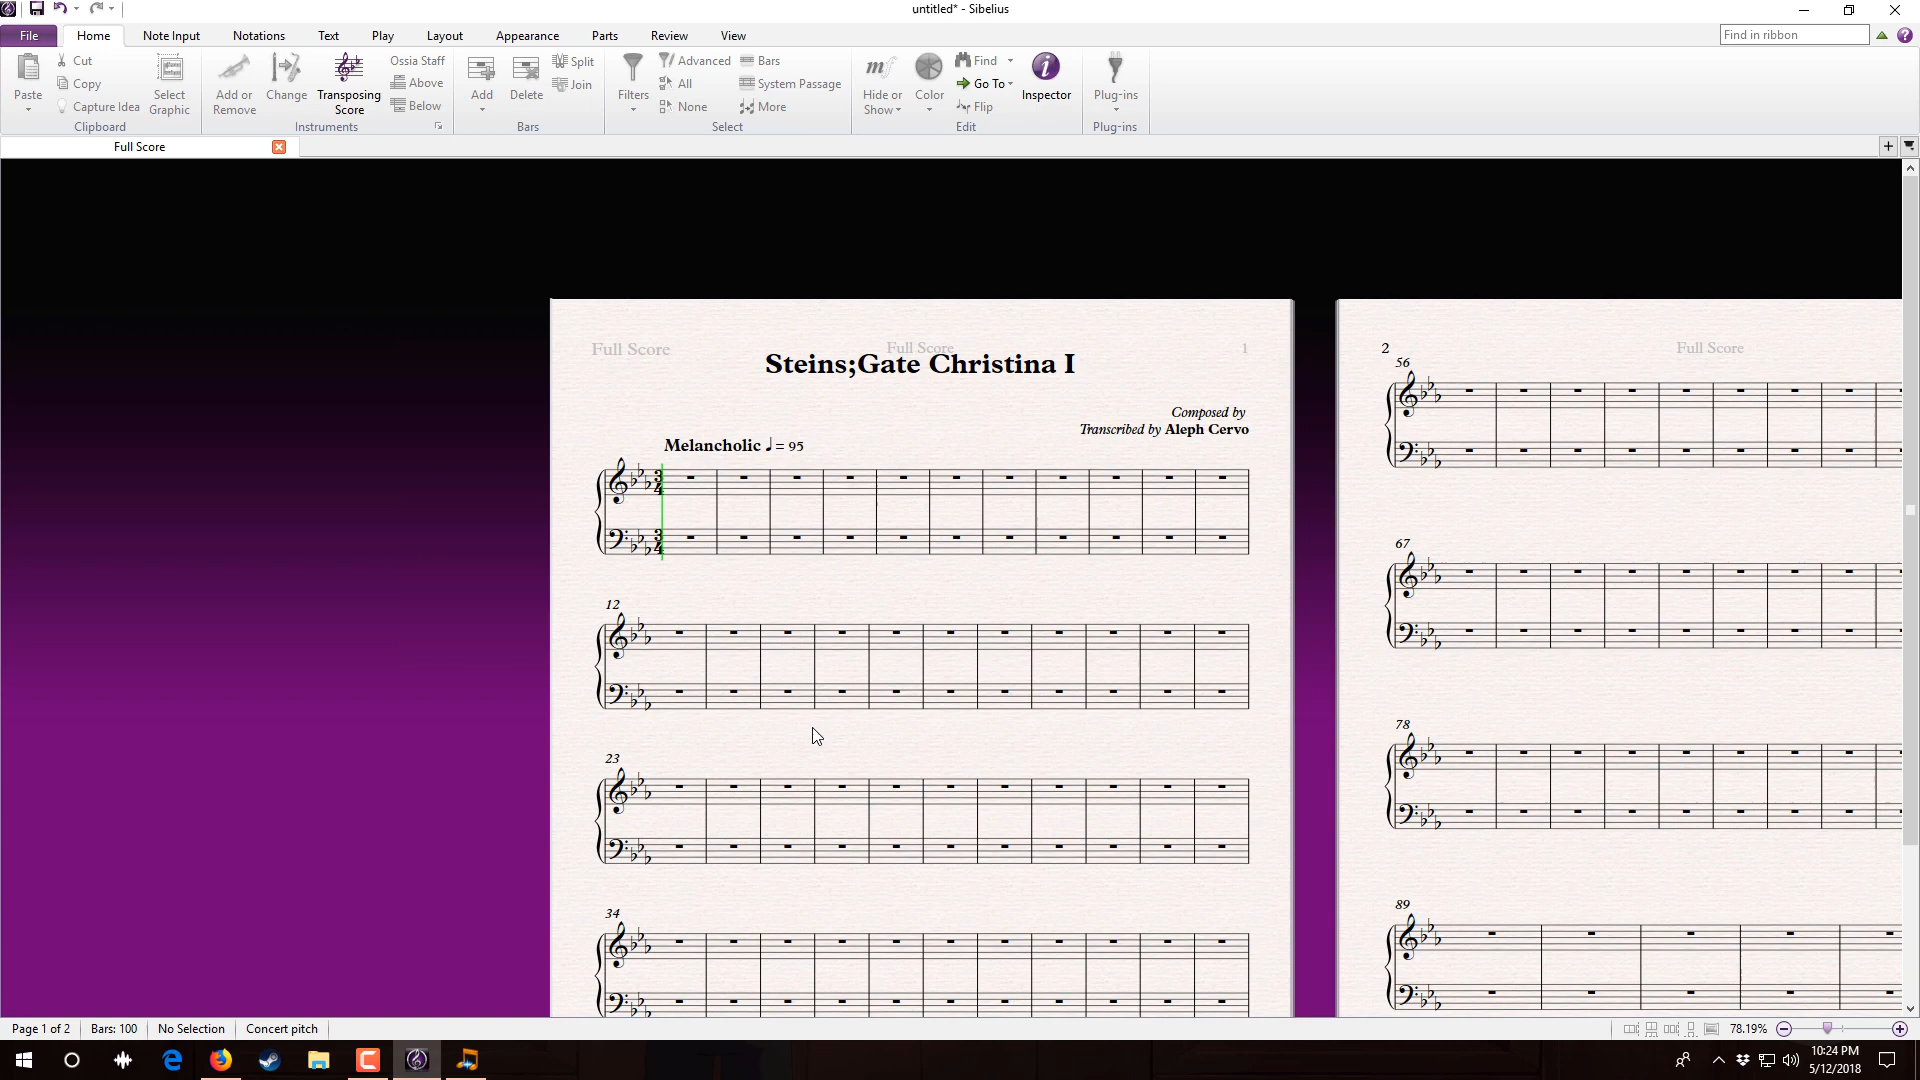 untitled* - Sibelius
File Home Note Input Notations Text Play Layout Appearance Parts Review View Find in ribbon
Paste Cut Copy Capture Idea Select Graphic Clipboard
Add or Remove Change Transposing Score Ossia Staff Above Below Instruments
Add Delete Split Join Bars
Filters Advanced All None Bars System Passage More Select
Hide or Show Color Find Go To Flip Inspector Edit
Plug-ins Plug-ins
Full Score
Full Score Full Score 1
Steins;Gate Christina I
Composed by
Transcribed by Aleph Cervo
Melancholic ♩ = 95
3 4
3 4
12
23
34
2 Full Score
56
67
78
89
Page 1 of 2 Bars: 100 No Selection Concert pitch 78.19%
10:24 PM
5/12/2018